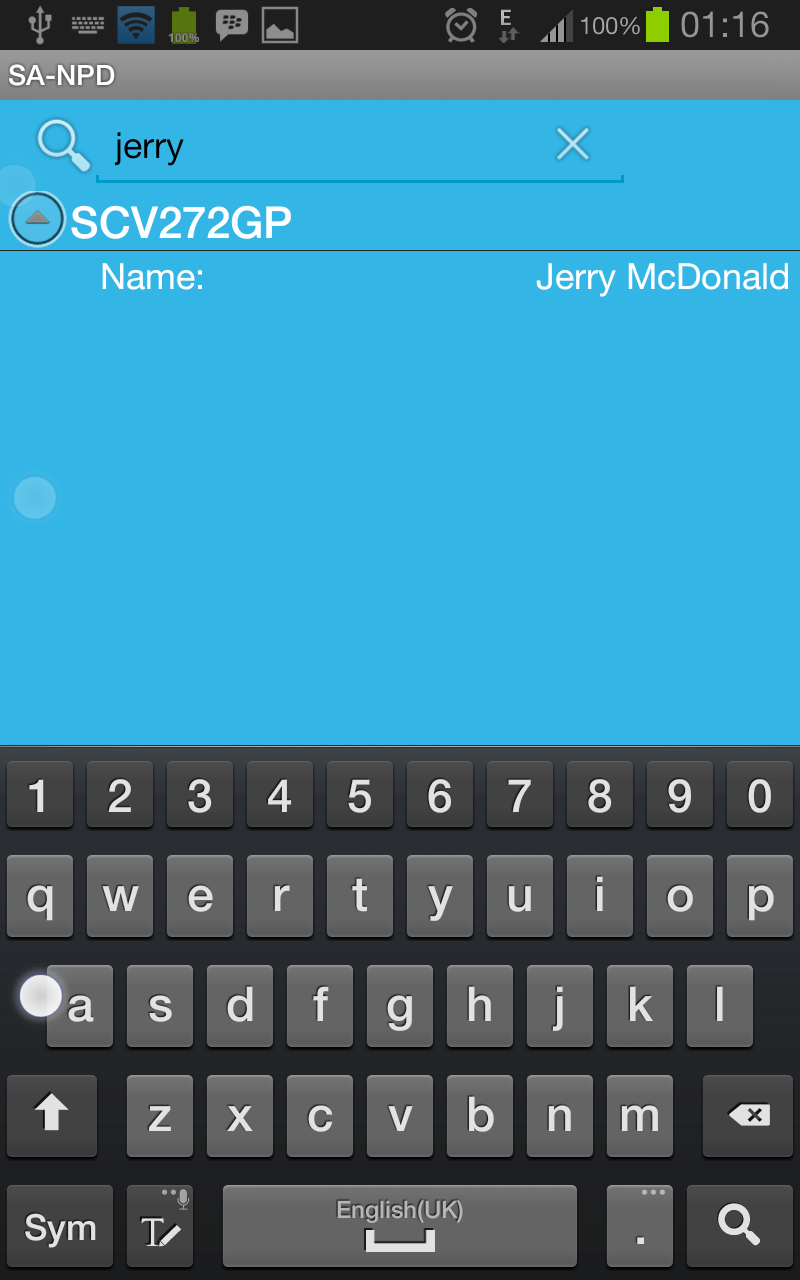 100% E 100% 01:16
SA-NPD
jerry
SCV272GP
Name: Jerry McDonald
1 2 3 4 5 6 7 8 9 0
q w e r t y u i o p
a s d f g h j k l
z x c v b n m
English(UK)
Sym T .